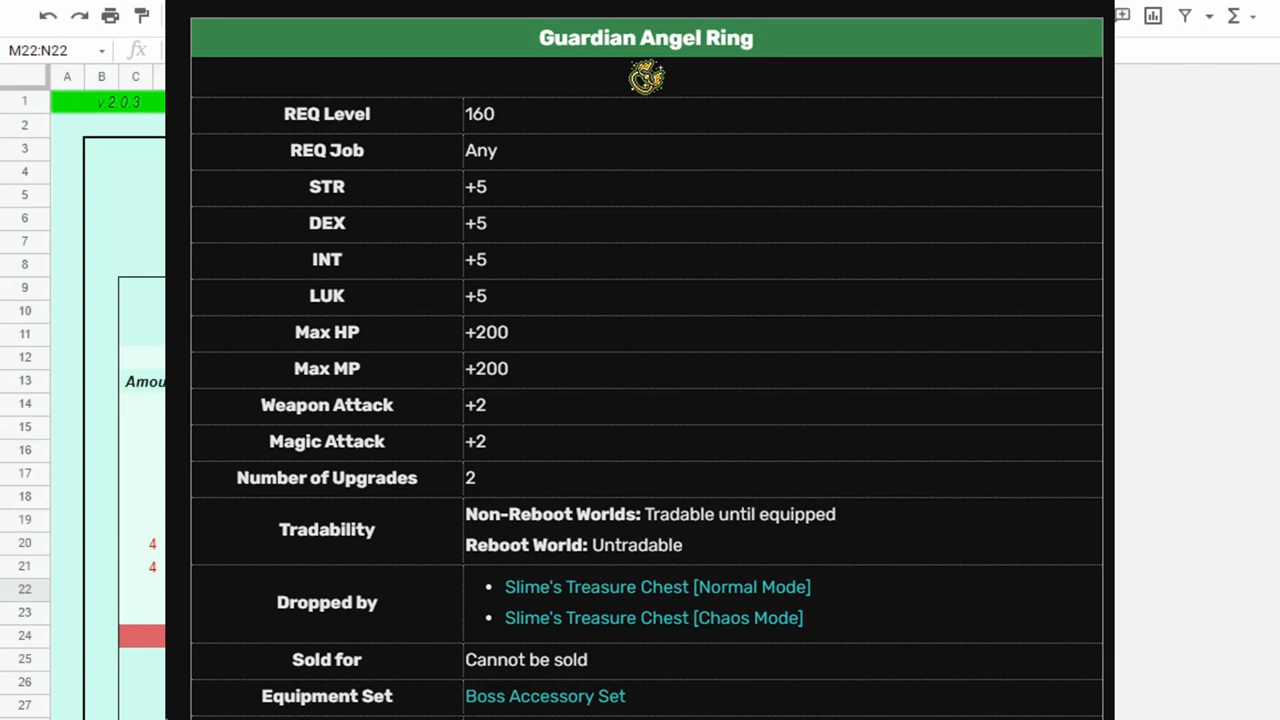 Guardian Angel Ring
M22:N22
fx
A B C
1 v.2.0.3
2
3
4
5
6
7
8
9
10
11
12
13 Amou
14
15
16
17
18
19
20 4
21 4
22
23
24
25
26
27
REQ Level 160
REQ Job Any
STR +5
DEX +5
INT +5
LUK +5
Max HP +200
Max MP +200
Weapon Attack +2
Magic Attack +2
Number of Upgrades 2
Tradability Non-Reboot Worlds: Tradable until equipped
Reboot World: Untradable
Dropped by • Slime's Treasure Chest [Normal Mode]
• Slime's Treasure Chest [Chaos Mode]
Sold for Cannot be sold
Equipment Set Boss Accessory Set